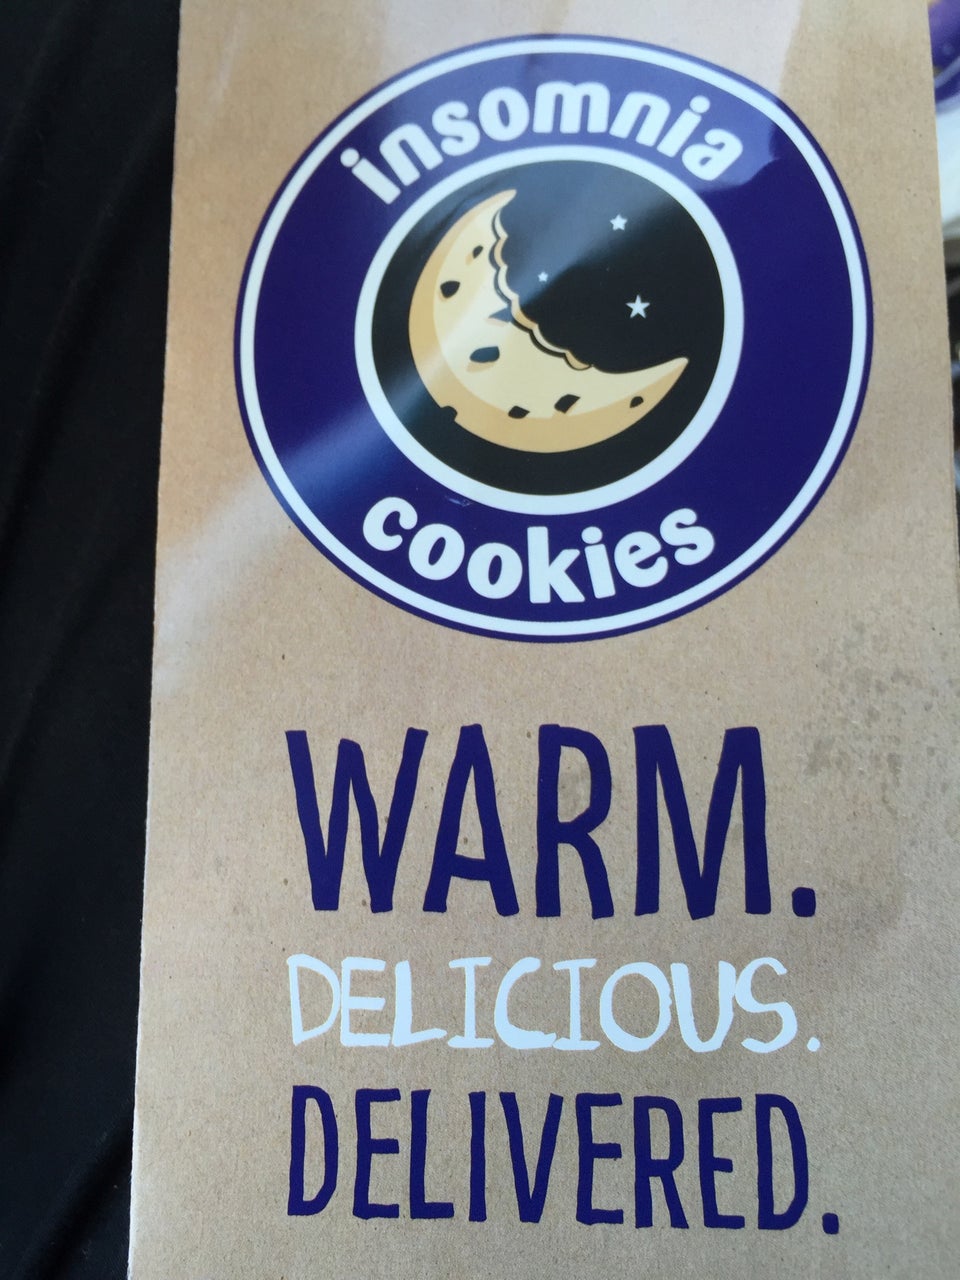 insomnia
cookies
WARM.
DELICIOUS.
DELIVERED.